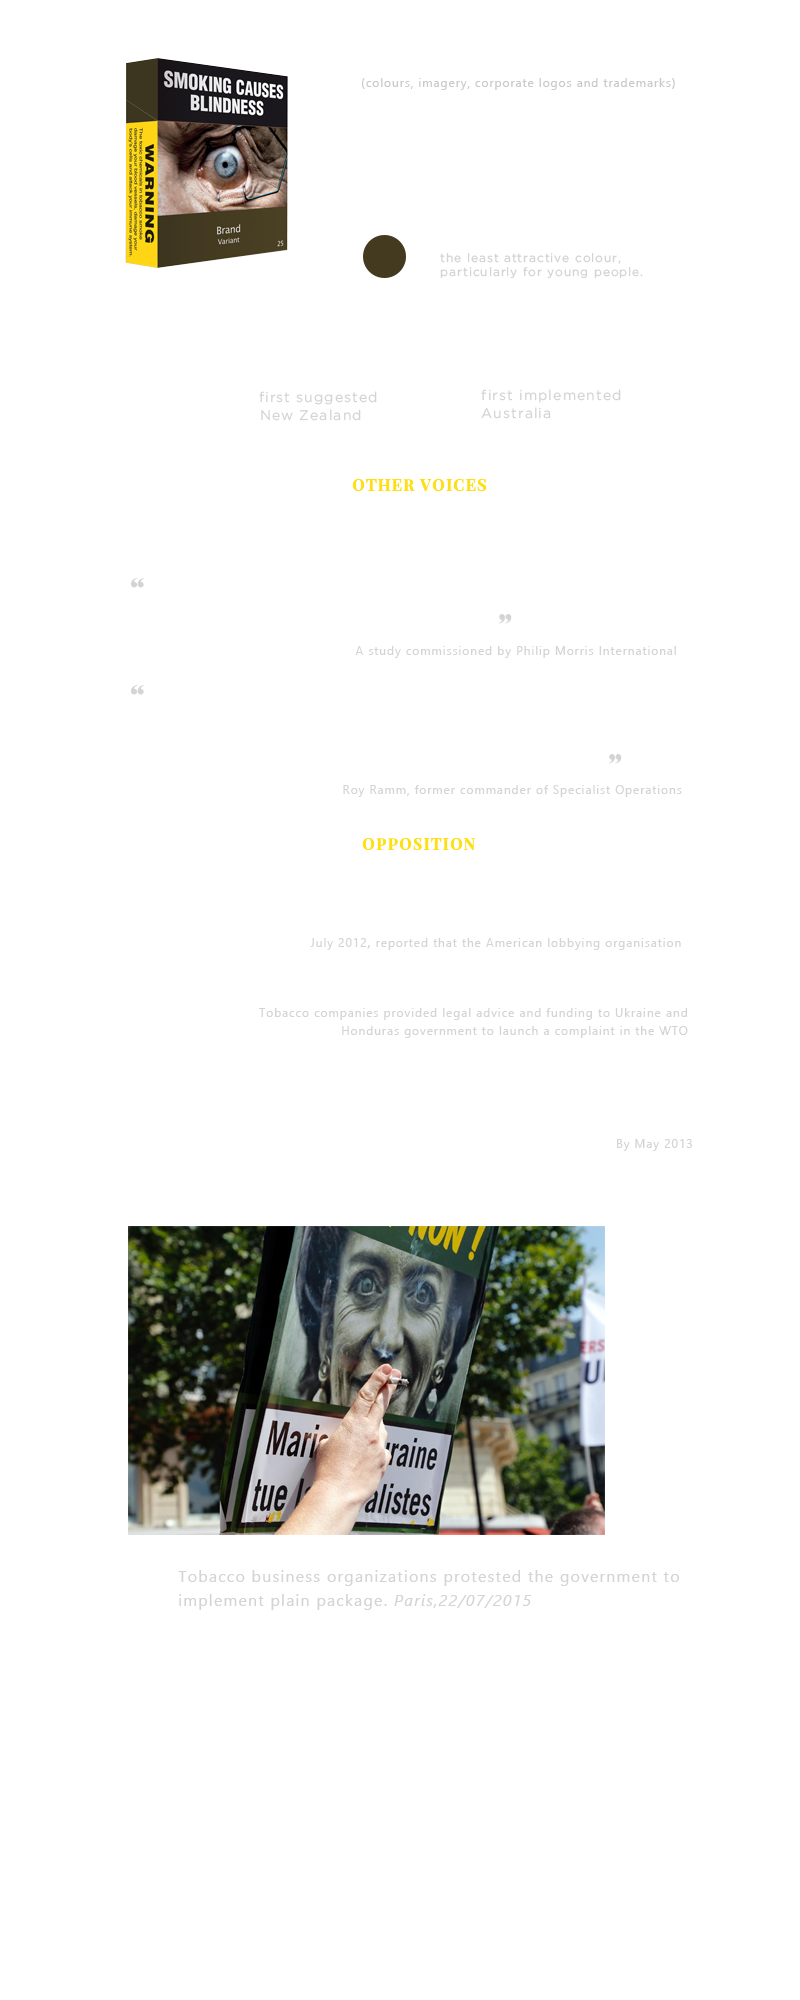 SMOKING CAUSES
BLINDNESS
WARNING
The toxic chemicals in tobacco smoke
damage your blood vessels, damage your
body's cells and attack your immune system.
Brand
Variant
25
(colours, imagery, corporate logos and trademarks)
the least attractive colour,
particularly for young people.
first suggested
New Zealand
first implemented
Australia
OTHER VOICES
“
”
A study commissioned by Philip Morris International
“
”
Roy Ramm, former commander of Specialist Operations
OPPOSITION
July 2012, reported that the American lobbying organisation
Tobacco companies provided legal advice and funding to Ukraine and
Honduras government to launch a complaint in the WTO
By May 2013
NON !
ERS
U
Maris uraine
tue l alistes
Tobacco business organizations protested the government to
implement plain package. Paris,22/07/2015